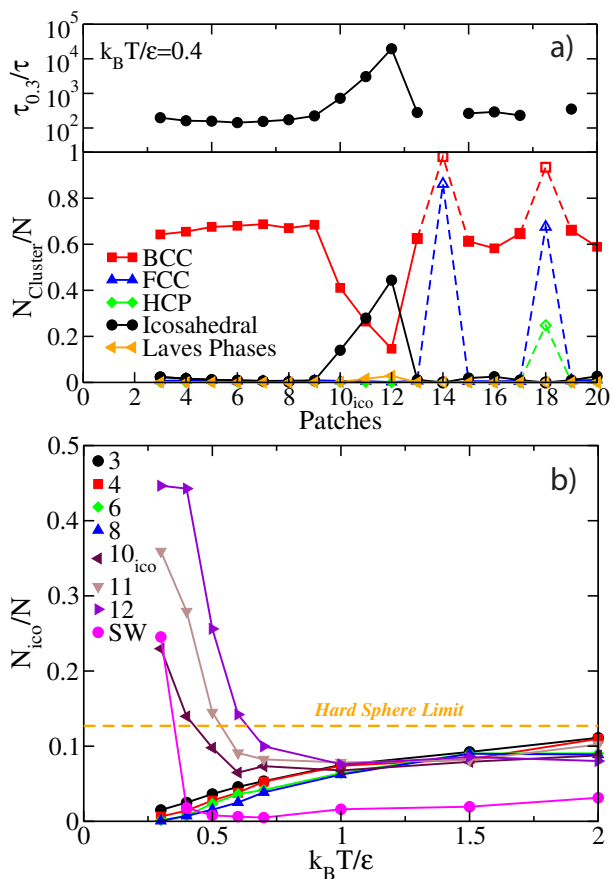 a)
k_BT/ε=0.4
τ_0.3/τ
10^5
10^4
10^3
10^2
N_Cluster/N
1
0.8
0.6
0.4
0.2
0
BCC
FCC
HCP
Icosahedral
Laves Phases
0 2 4 6 8 10_ico 12 14 16 18 20
Patches
b)
N_ico/N
0.5
0.4
0.3
0.2
0.1
0
3
4
6
8
10_ico
11
12
SW
Hard Sphere Limit
0 0.5 1 1.5 2
k_BT/ε